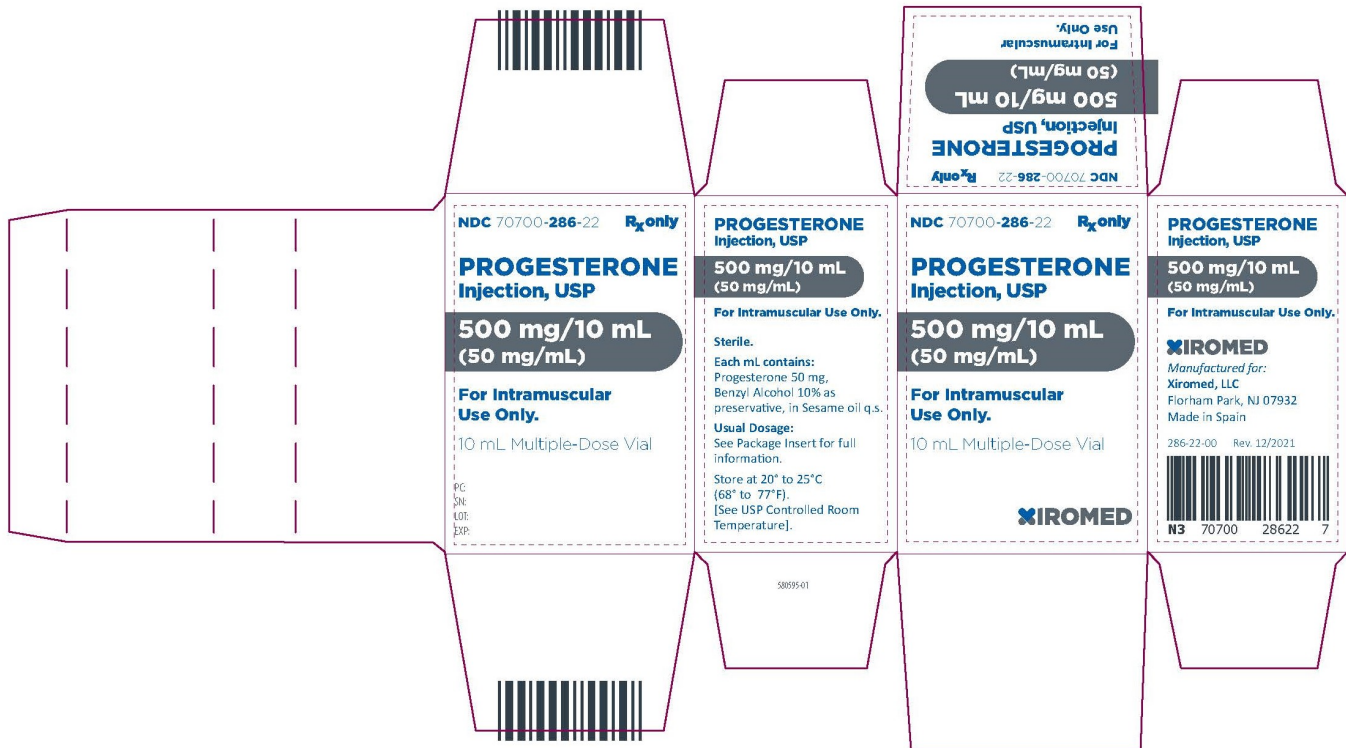 Use Only.
For Intramuscular
(50 mg/mL)
500 mg/10 mL
Injection, USP
PROGESTERONE
NDC 70700-286-22 Rx only
NDC 70700-286-22 Rx only
PROGESTERONE
Injection, USP
500 mg/10 mL
(50 mg/mL)
For Intramuscular
Use Only.
10 mL Multiple-Dose Vial
PC:
SN:
LOT:
EXP:
PROGESTERONE
Injection, USP
500 mg/10 mL
(50 mg/mL)
For Intramuscular Use Only.
Sterile.
Each mL contains:
Progesterone 50 mg,
Benzyl Alcohol 10% as
preservative, in Sesame oil q.s.
Usual Dosage:
See Package Insert for full
information.
Store at 20° to 25°C
(68° to 77°F).
[See USP Controlled Room
Temperature].
S80595-01
NDC 70700-286-22 Rx only
PROGESTERONE
Injection, USP
500 mg/10 mL
(50 mg/mL)
For Intramuscular
Use Only.
10 mL Multiple-Dose Vial
XIROMED
PROGESTERONE
Injection, USP
500 mg/10 mL
(50 mg/mL)
For Intramuscular Use Only.
XIROMED
Manufactured for:
Xiromed, LLC
Florham Park, NJ 07932
Made in Spain
286-22-00 Rev. 12/2021
N3 70700 28622 7